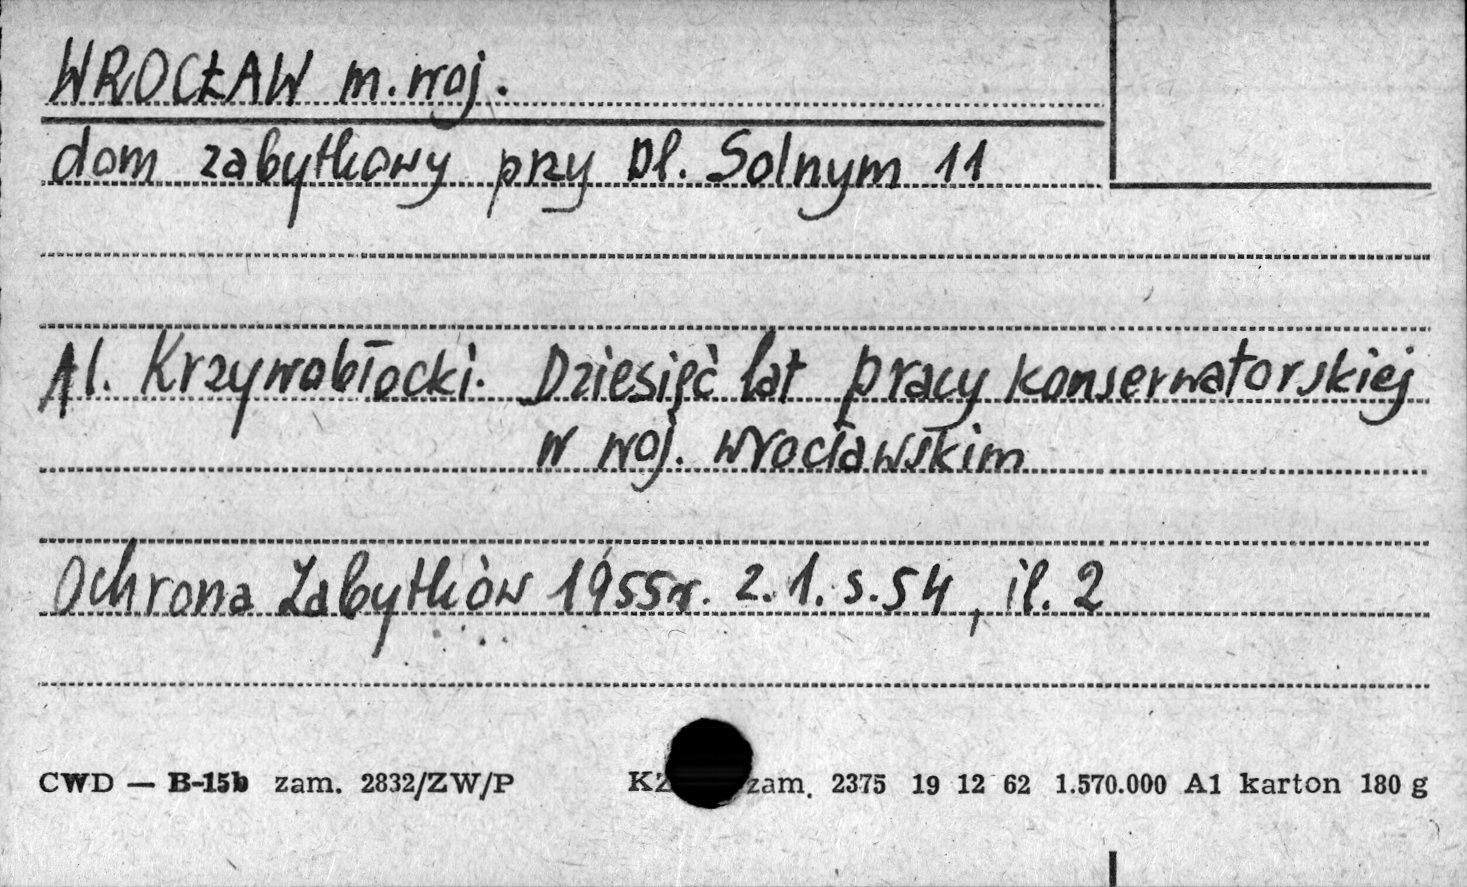 WROCŁAW m. woj.
dom zabytkowy przy Pl. Solnym 11
Al. Krzywobłocki. Dziesięć lat pracy konserwatorskiej
w woj. wrocławskim
Ochrona Zabytków 1955 r. z. 1. s. 54, il. 2
CWD — B-15b zam. 2832/ZW/P KZ zam. 2375 19 12 62 1.570.000 A1 karton 180 g